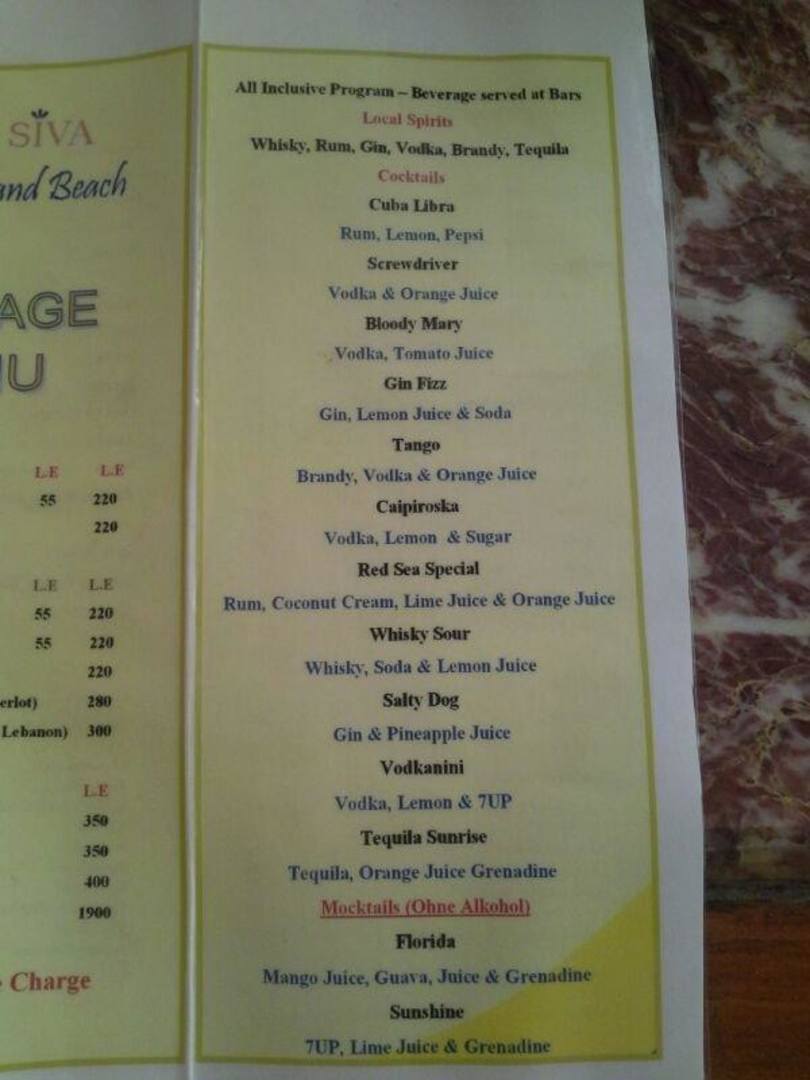 SIVA
and Beach
AGE
U
L.E L.E
55 220
220
L.E L.E
55 220
55 220
220
erlot) 280
Lebanon) 300
L.E
350
350
400
1900
Charge
All Inclusive Program – Beverage served at Bars
Local Spirits
Whisky, Rum, Gin, Vodka, Brandy, Tequila
Cocktails
Cuba Libra
Rum, Lemon, Pepsi
Screwdriver
Vodka & Orange Juice
Bloody Mary
Vodka, Tomato Juice
Gin Fizz
Gin, Lemon Juice & Soda
Tango
Brandy, Vodka & Orange Juice
Caipiroska
Vodka, Lemon & Sugar
Red Sea Special
Rum, Coconut Cream, Lime Juice & Orange Juice
Whisky Sour
Whisky, Soda & Lemon Juice
Salty Dog
Gin & Pineapple Juice
Vodkanini
Vodka, Lemon & 7UP
Tequila Sunrise
Tequila, Orange Juice Grenadine
Mocktails (Ohne Alkohol)
Florida
Mango Juice, Guava, Juice & Grenadine
Sunshine
7UP, Lime Juice & Grenadine